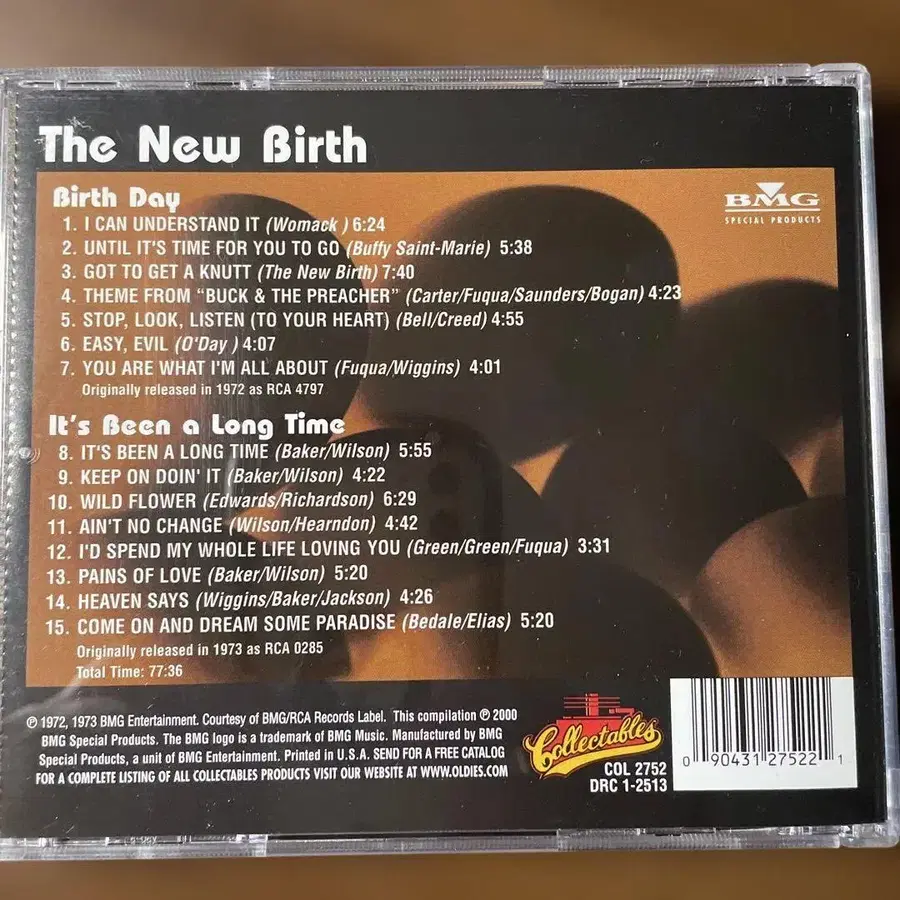 The New Birth
Birth Day
BMG
SPECIAL PRODUCTS
1. I CAN UNDERSTAND IT (Womack ) 6:24
2. UNTIL IT'S TIME FOR YOU TO GO (Buffy Saint-Marie) 5:38
3. GOT TO GET A KNUTT (The New Birth) 7:40
4. THEME FROM “BUCK & THE PREACHER” (Carter/Fuqua/Saunders/Bogan) 4:23
5. STOP, LOOK, LISTEN (TO YOUR HEART) (Bell/Creed) 4:55
6. EASY, EVIL (O'Day ) 4:07
7. YOU ARE WHAT I'M ALL ABOUT (Fuqua/Wiggins) 4:01
Originally released in 1972 as RCA 4797
It's Been a Long Time
8. IT'S BEEN A LONG TIME (Baker/Wilson) 5:55
9. KEEP ON DOIN' IT (Baker/Wilson) 4:22
10. WILD FLOWER (Edwards/Richardson) 6:29
11. AIN'T NO CHANGE (Wilson/Hearndon) 4:42
12. I'D SPEND MY WHOLE LIFE LOVING YOU (Green/Green/Fuqua) 3:31
13. PAINS OF LOVE (Baker/Wilson) 5:20
14. HEAVEN SAYS (Wiggins/Baker/Jackson) 4:26
15. COME ON AND DREAM SOME PARADISE (Bedale/Elias) 5:20
Originally released in 1973 as RCA 0285
Total Time: 77:36
℗ 1972, 1973 BMG Entertainment. Courtesy of BMG/RCA Records Label. This compilation ℗ 2000
BMG Special Products. The BMG logo is a trademark of BMG Music. Manufactured by BMG
Special Products, a unit of BMG Entertainment. Printed in U.S.A. SEND FOR A FREE CATALOG
FOR A COMPLETE LISTING OF ALL COLLECTABLES PRODUCTS VISIT OUR WEBSITE AT WWW.OLDIES.COM
Collectables
COL 2752
DRC 1-2513
0 90431 27522 1